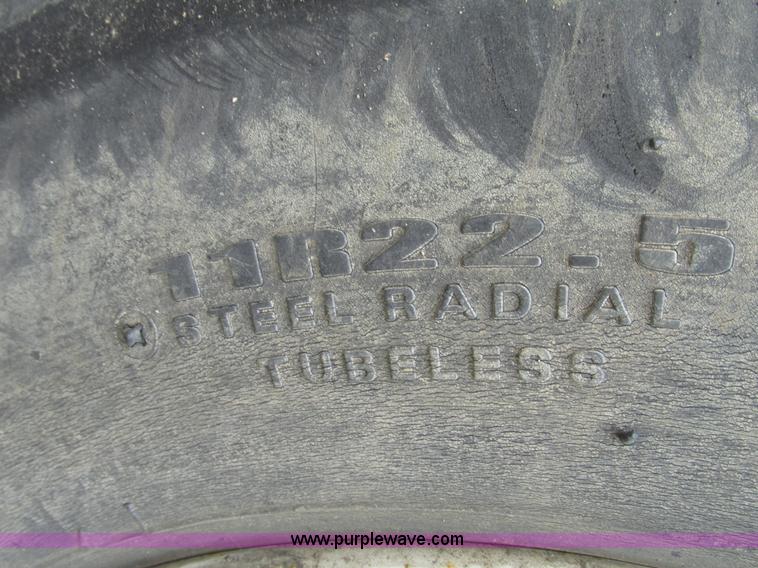 11R22.5
STEEL RADIAL
TUBELESS
www.purplewave.com